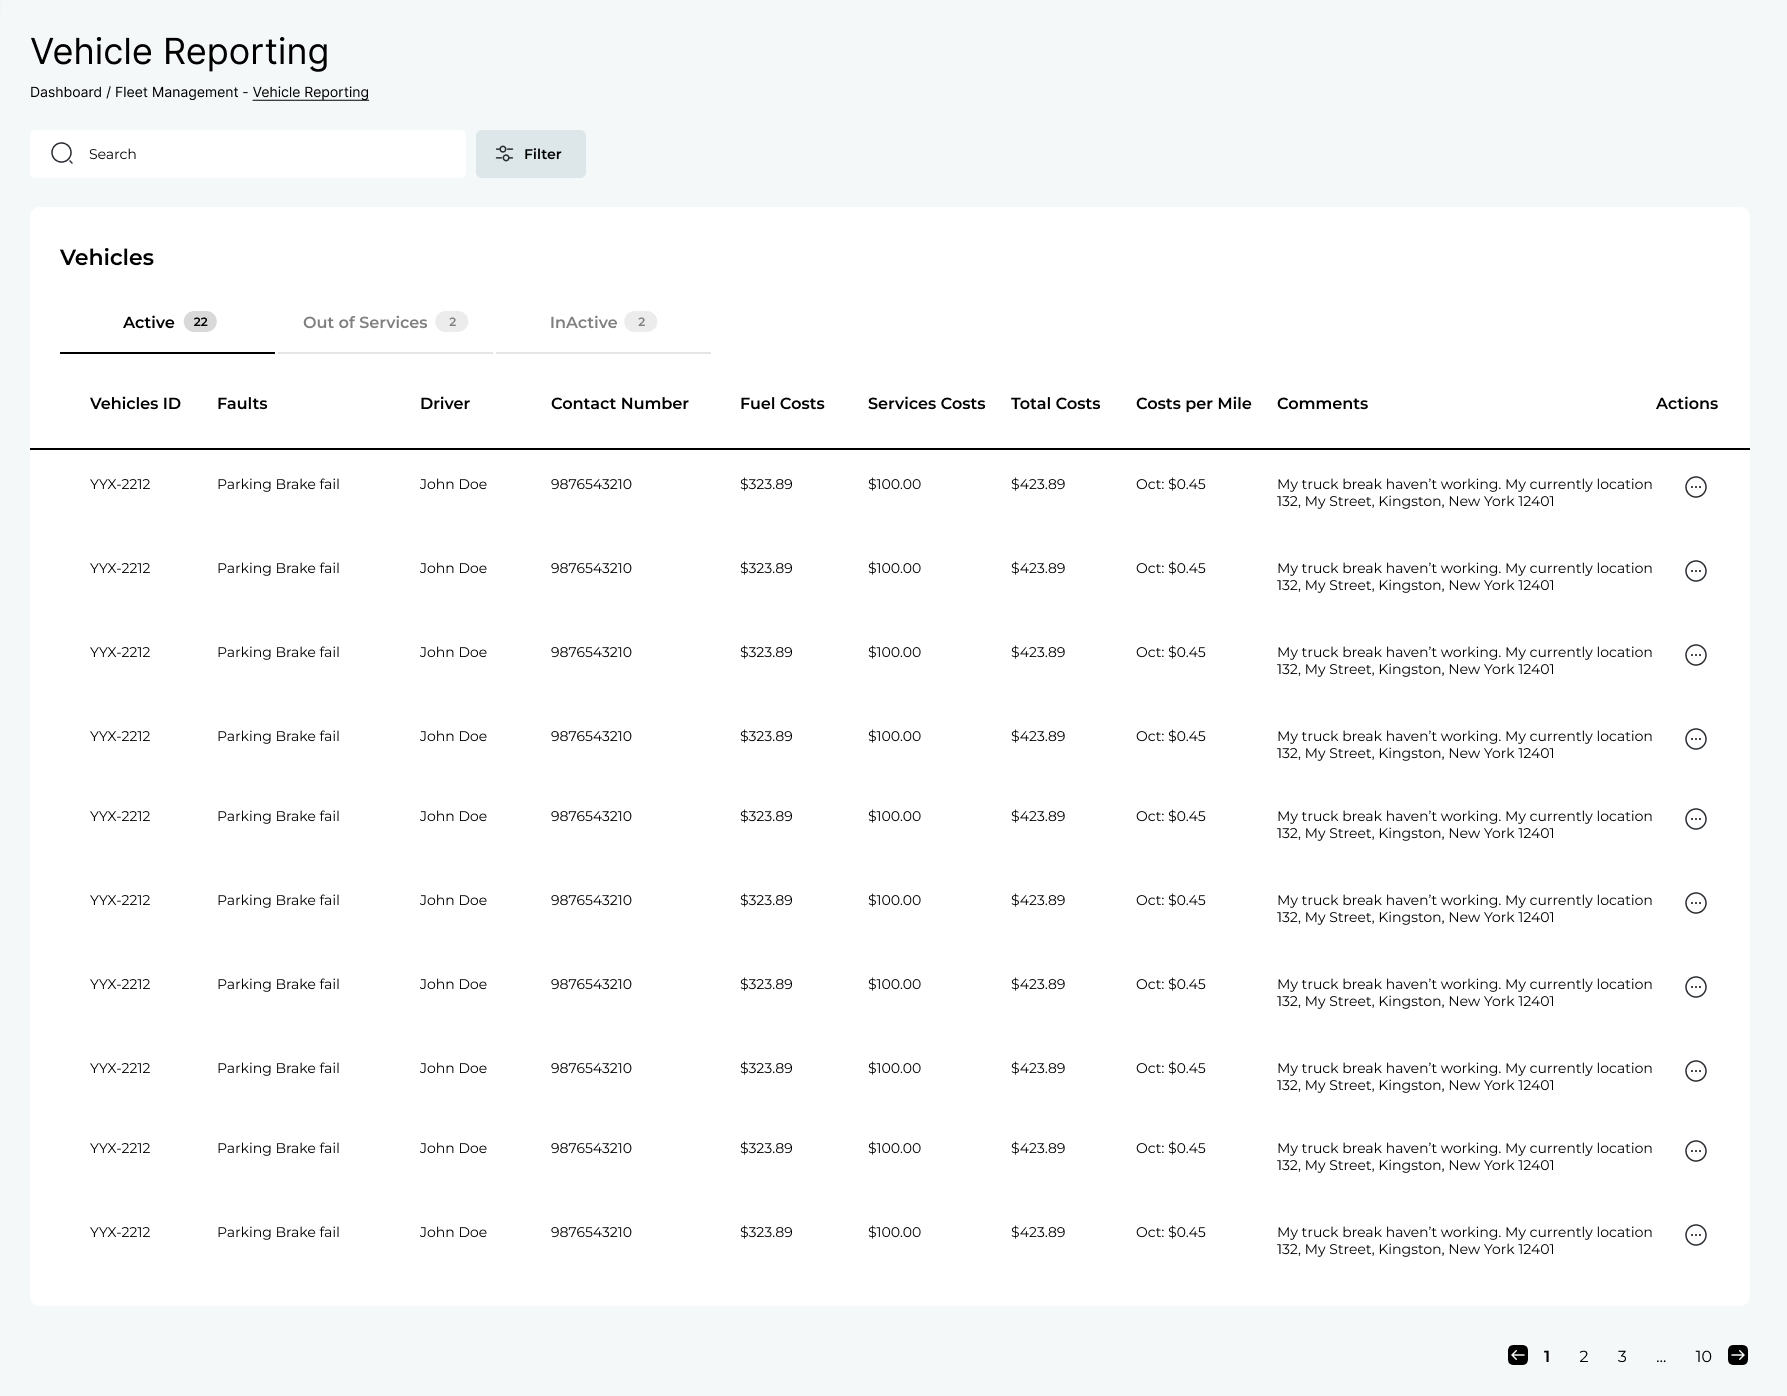 Vehicle Reporting
Dashboard / Fleet Management - Vehicle Reporting
Search
Filter
Vehicles
Active 22 Out of Services 2 InActive 2
Vehicles ID Faults Driver Contact Number Fuel Costs Services Costs Total Costs Costs per Mile Comments Actions
YYX-2212 Parking Brake fail John Doe 9876543210 $323.89 $100.00 $423.89 Oct: $0.45 My truck break haven’t working. My currently location
132, My Street, Kingston, New York 12401
YYX-2212 Parking Brake fail John Doe 9876543210 $323.89 $100.00 $423.89 Oct: $0.45 My truck break haven’t working. My currently location
132, My Street, Kingston, New York 12401
YYX-2212 Parking Brake fail John Doe 9876543210 $323.89 $100.00 $423.89 Oct: $0.45 My truck break haven’t working. My currently location
132, My Street, Kingston, New York 12401
YYX-2212 Parking Brake fail John Doe 9876543210 $323.89 $100.00 $423.89 Oct: $0.45 My truck break haven’t working. My currently location
132, My Street, Kingston, New York 12401
YYX-2212 Parking Brake fail John Doe 9876543210 $323.89 $100.00 $423.89 Oct: $0.45 My truck break haven’t working. My currently location
132, My Street, Kingston, New York 12401
YYX-2212 Parking Brake fail John Doe 9876543210 $323.89 $100.00 $423.89 Oct: $0.45 My truck break haven’t working. My currently location
132, My Street, Kingston, New York 12401
YYX-2212 Parking Brake fail John Doe 9876543210 $323.89 $100.00 $423.89 Oct: $0.45 My truck break haven’t working. My currently location
132, My Street, Kingston, New York 12401
YYX-2212 Parking Brake fail John Doe 9876543210 $323.89 $100.00 $423.89 Oct: $0.45 My truck break haven’t working. My currently location
132, My Street, Kingston, New York 12401
YYX-2212 Parking Brake fail John Doe 9876543210 $323.89 $100.00 $423.89 Oct: $0.45 My truck break haven’t working. My currently location
132, My Street, Kingston, New York 12401
YYX-2212 Parking Brake fail John Doe 9876543210 $323.89 $100.00 $423.89 Oct: $0.45 My truck break haven’t working. My currently location
132, My Street, Kingston, New York 12401
1 2 3 ... 10